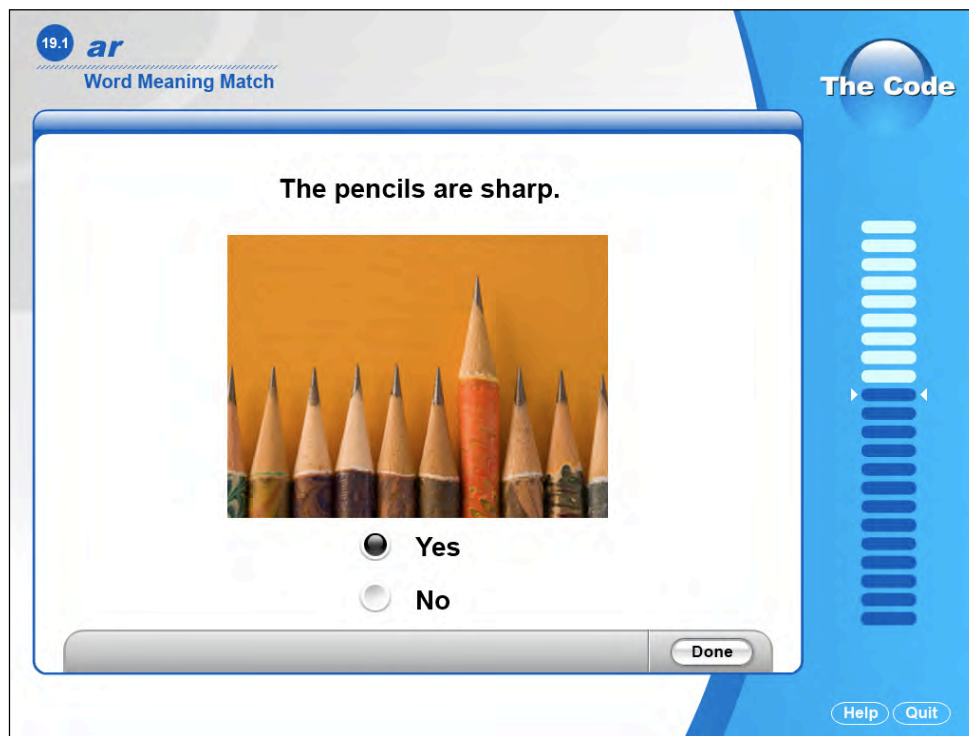 19.1 ar
Word Meaning Match
The Code
The pencils are sharp.
Yes
No
Done
Help Quit